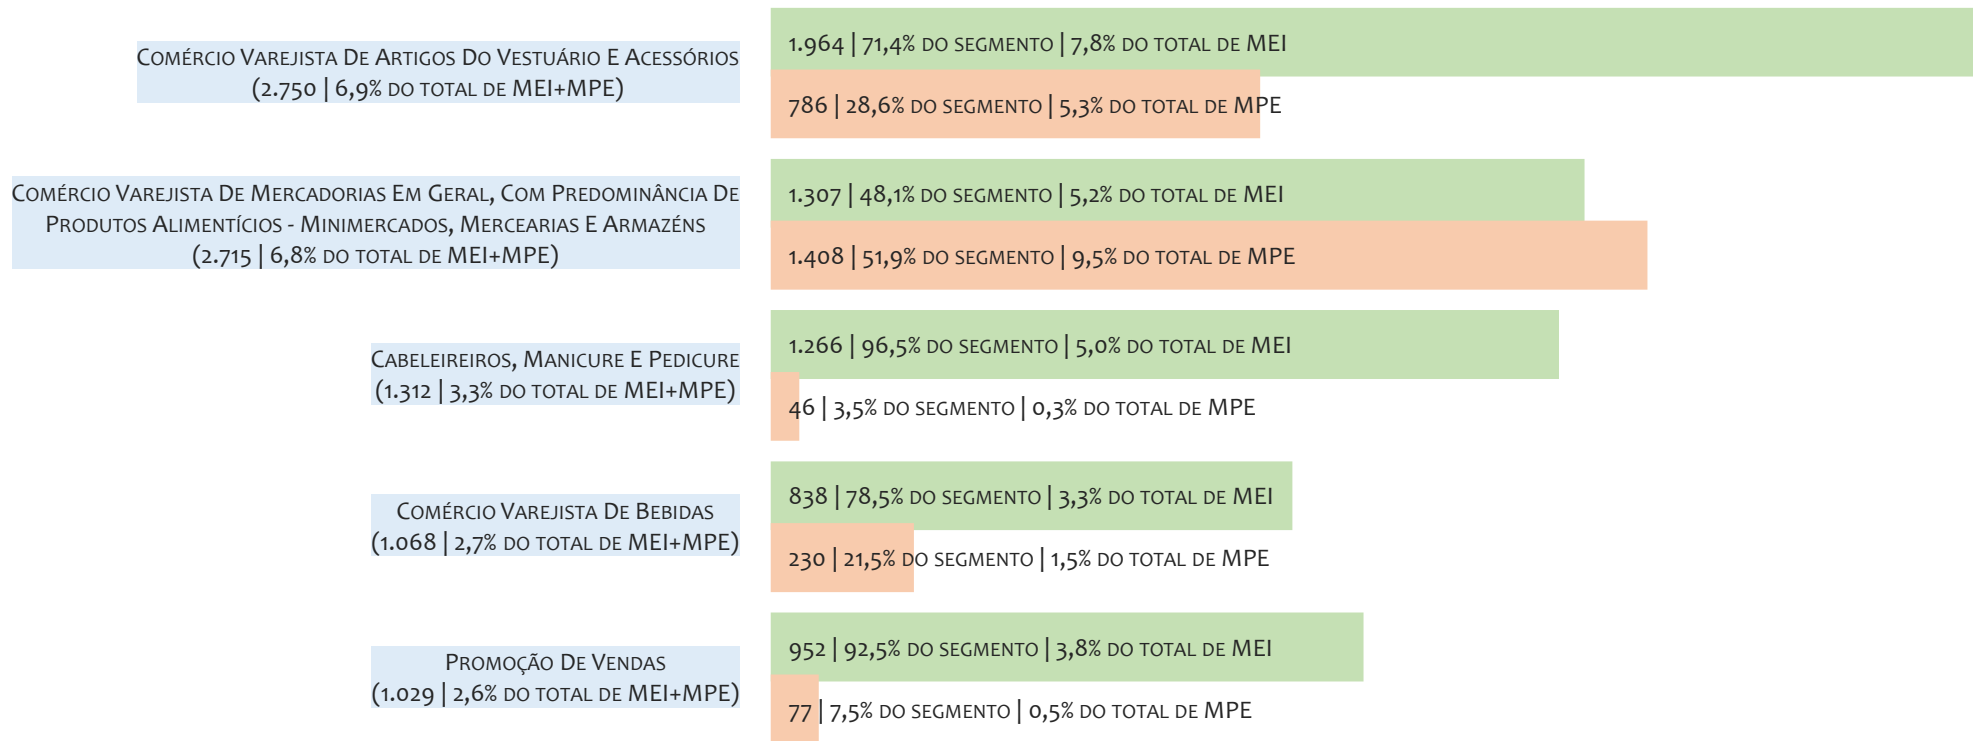 Comércio Varejista De Artigos Do Vestuário E Acessórios
(2.750 | 6,9% do total de MEI+MPE)
1.964 | 71,4% do segmento | 7,8% do total de MEI
786 | 28,6% do segmento | 5,3% do total de MPE
Comércio Varejista De Mercadorias Em Geral, Com Predominância De
Produtos Alimentícios - Minimercados, Mercearias E Armazéns
(2.715 | 6,8% do total de MEI+MPE)
1.307 | 48,1% do segmento | 5,2% do total de MEI
1.408 | 51,9% do segmento | 9,5% do total de MPE
Cabeleireiros, Manicure E Pedicure
(1.312 | 3,3% do total de MEI+MPE)
1.266 | 96,5% do segmento | 5,0% do total de MEI
46 | 3,5% do segmento | 0,3% do total de MPE
Comércio Varejista De Bebidas
(1.068 | 2,7% do total de MEI+MPE)
838 | 78,5% do segmento | 3,3% do total de MEI
230 | 21,5% do segmento | 1,5% do total de MPE
Promoção De Vendas
(1.029 | 2,6% do total de MEI+MPE)
952 | 92,5% do segmento | 3,8% do total de MEI
77 | 7,5% do segmento | 0,5% do total de MPE